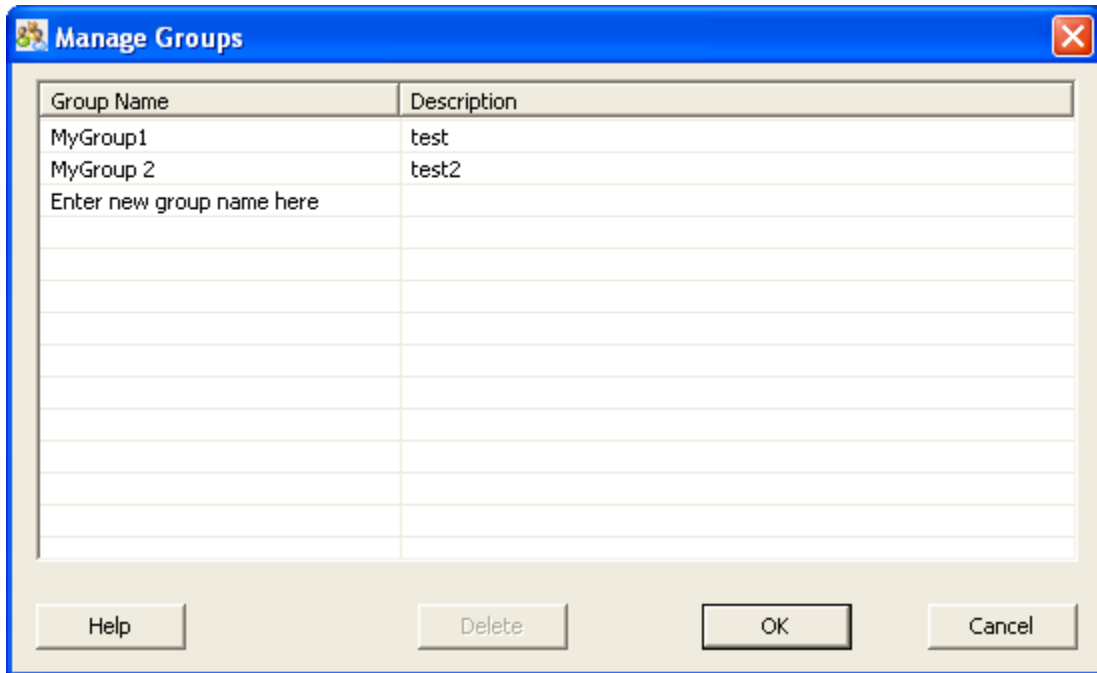 Manage Groups
Group Name Description
MyGroup1 test
MyGroup 2 test2
Enter new group name here
Help Delete OK Cancel